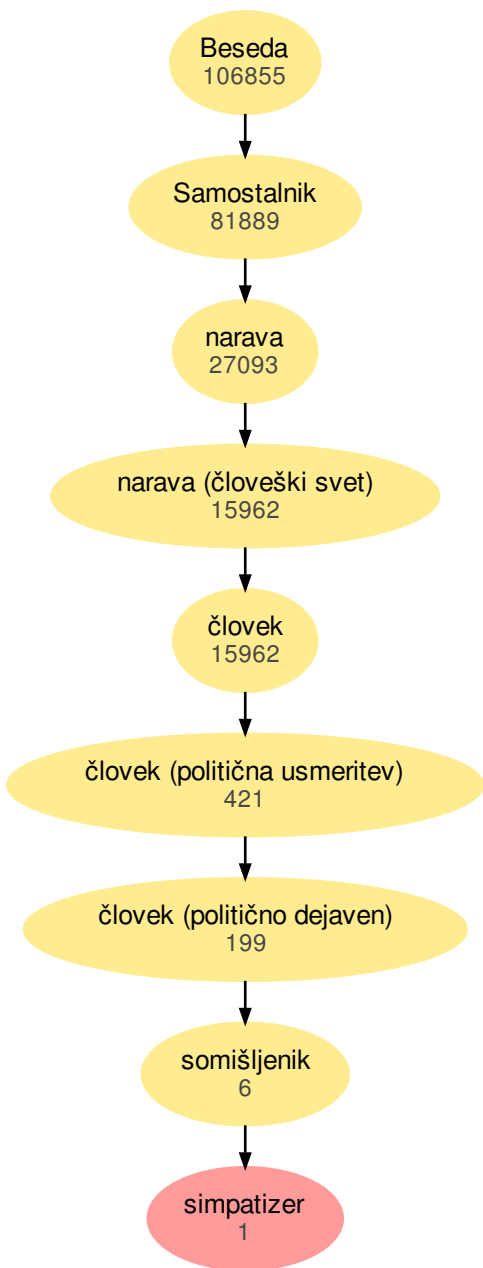 Beseda
106855
Samostalnik
81889
narava
27093
narava (človeški svet)
15962
človek
15962
človek (politična usmeritev)
421
človek (politično dejaven)
199
somišljenik
6
simpatizer
1